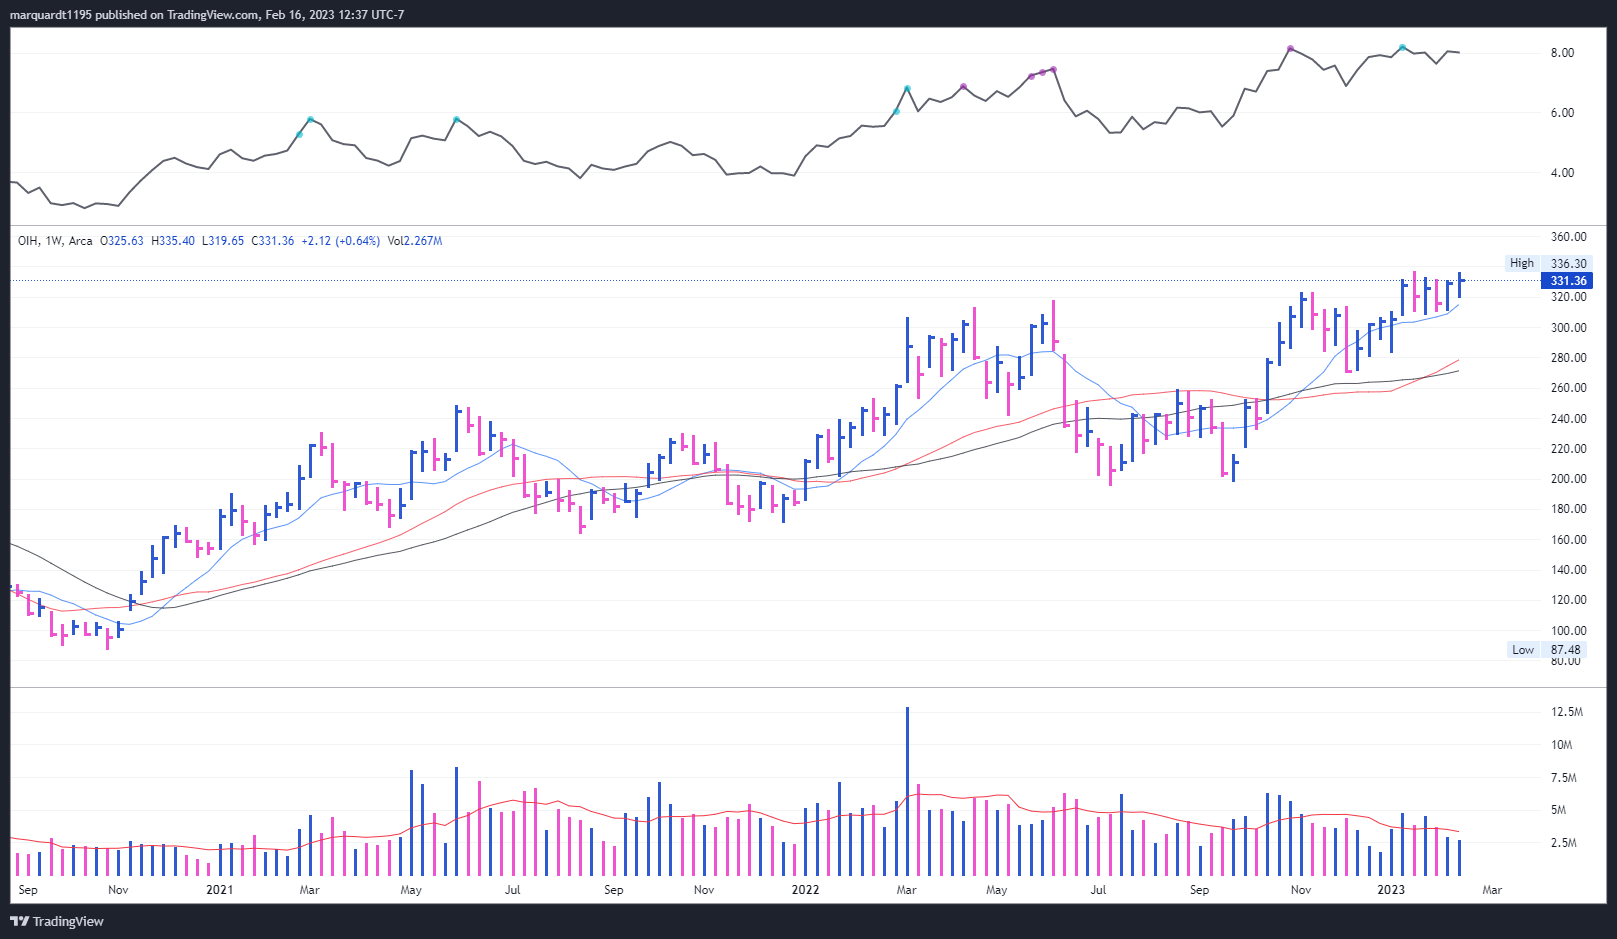 marquardt1195 published on TradingView.com, Feb 16, 2023 12:37 UTC-7
8.00
6.00
4.00
OIH, 1W, Arca O325.63 H335.40 L319.65 C331.36 +2.12 (+0.64%) Vol2.267M
360.00
High 336.30
331.36
320.00
300.00
280.00
260.00
240.00
220.00
200.00
180.00
160.00
140.00
120.00
100.00
Low 87.48
80.00
12.5M
10M
7.5M
5M
2.5M
Sep Nov 2021 Mar May Jul Sep Nov 2022 Mar May Jul Sep Nov 2023 Mar
TradingView